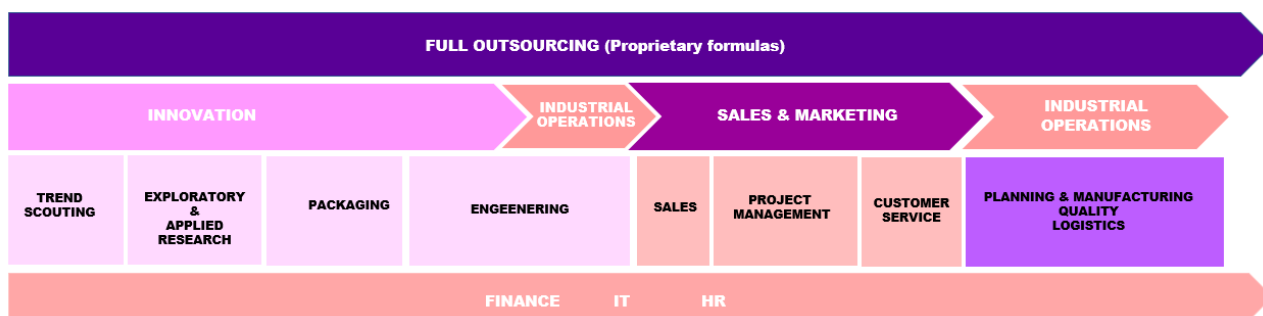 FULL OUTSOURCING (Proprietary formulas)
INNOVATION
INDUSTRIAL
OPERATIONS
SALES & MARKETING
INDUSTRIAL
OPERATIONS
TREND
SCOUTING
EXPLORATORY
&
APPLIED
RESEARCH
PACKAGING
ENGEENERING
SALES
PROJECT
MANAGEMENT
CUSTOMER
SERVICE
PLANNING & MANUFACTURING
QUALITY
LOGISTICS
FINANCE IT HR